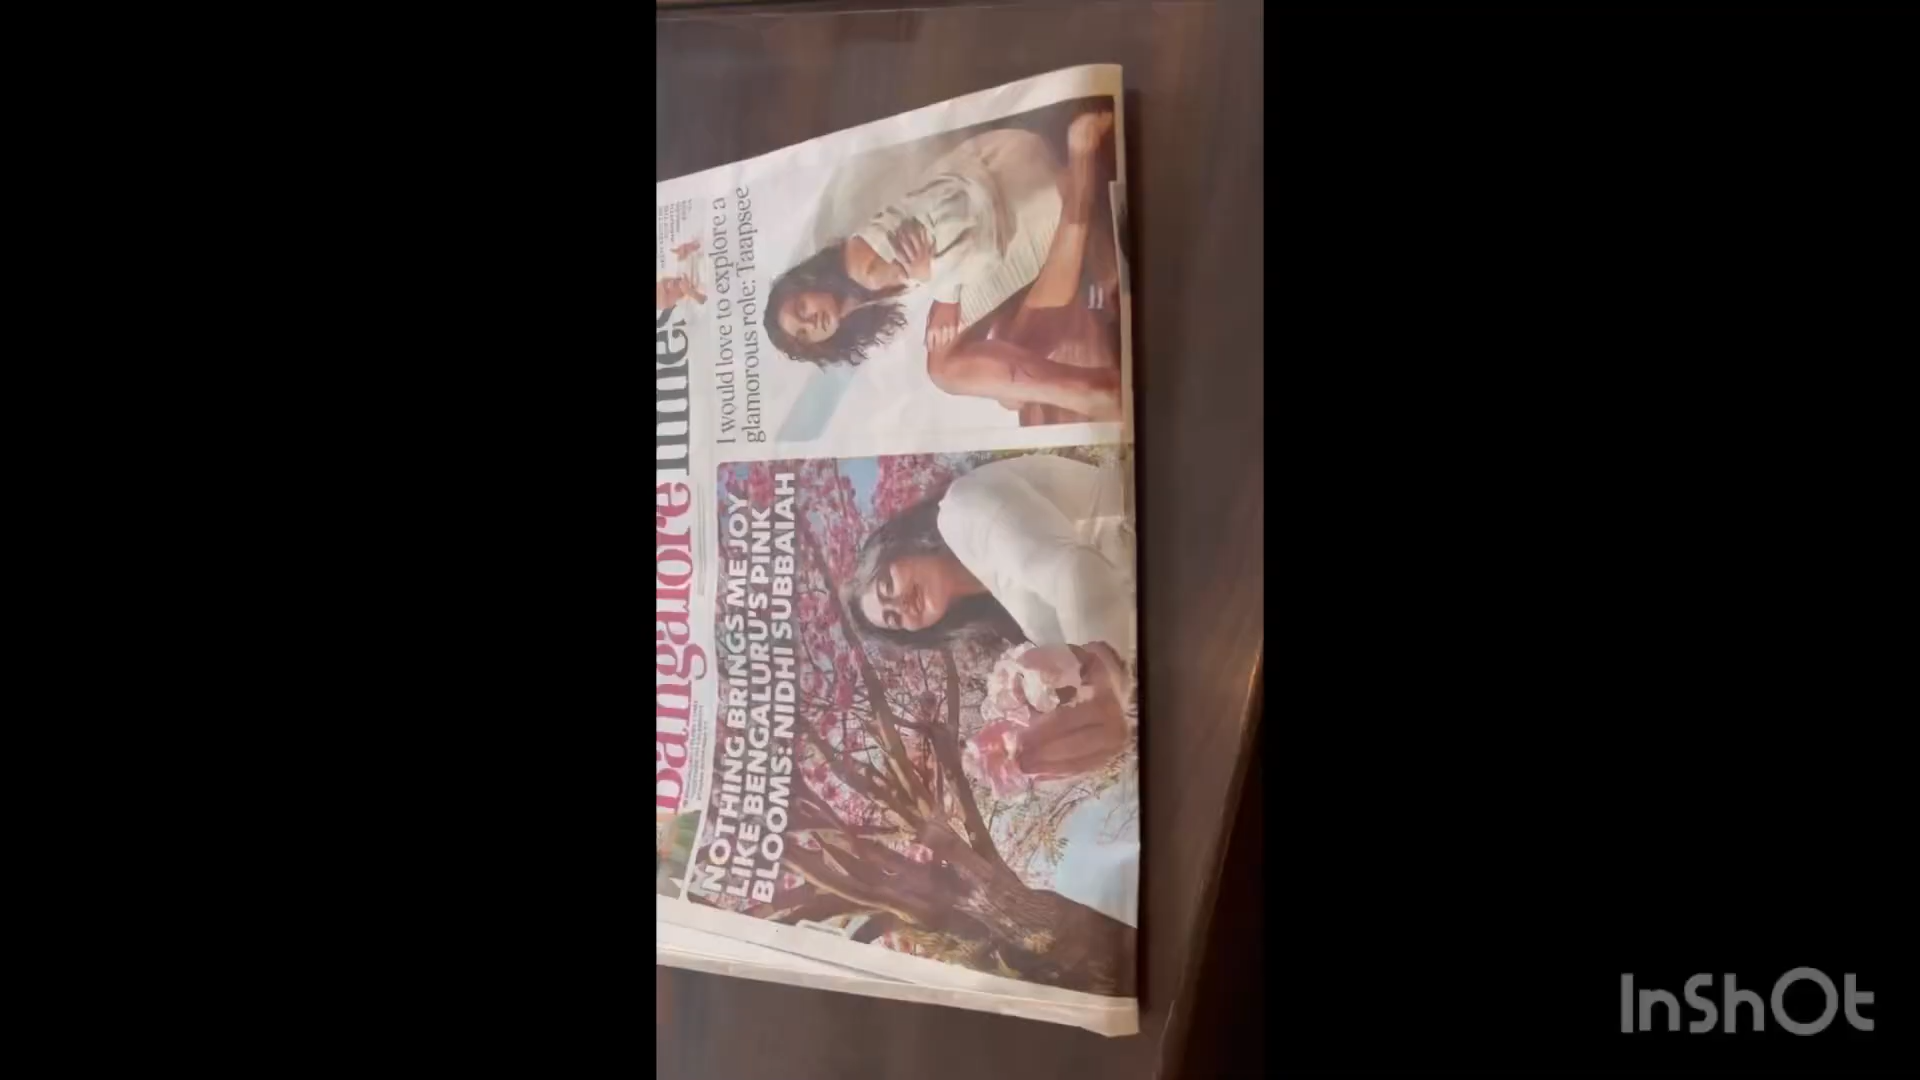 Bangalore Times
NOTHING BRINGS ME JOY
LIKE BENGALURU'S PINK
BLOOMS: NIDHI SUBBAIAH
I would love to explore a
glamorous role: Taapsee
InShOt